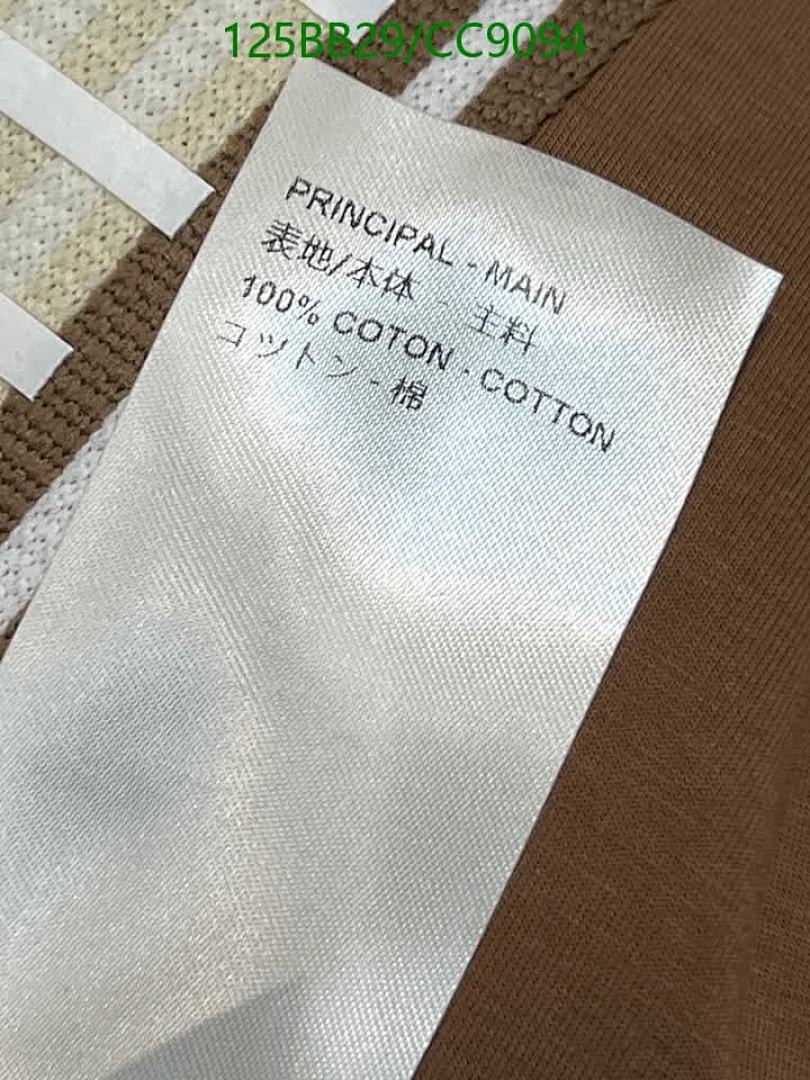 125BB29/CC9094
PRINCIPAL - MAIN
表地/本体 - 主料
100% COTON - COTTON
コットン - 棉